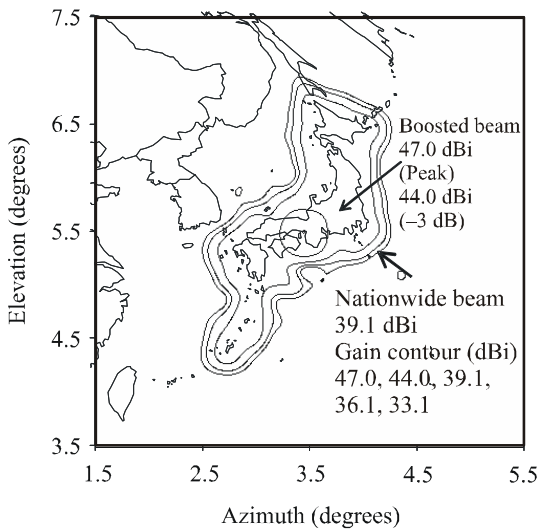 7.5
6.5
5.5
4.5
3.5
Elevation (degrees)
Boosted beam
47.0 dBi
(Peak)
44.0 dBi
(–3 dB)
Nationwide beam
39.1 dBi
Gain contour (dBi)
47.0, 44.0, 39.1,
36.1, 33.1
1.5 2.5 3.5 4.5 5.5
Azimuth (degrees)